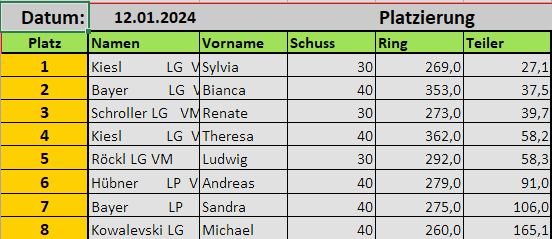 Datum: 12.01.2024 Platzierung
Platz Namen Vorname Schuss Ring Teiler
1 Kiesl LG V Sylvia 30 269,0 27,1
2 Bayer LG V Bianca 40 353,0 37,5
3 Schroller LG VM Renate 30 273,0 39,7
4 Kiesl LG V Theresa 40 362,0 58,2
5 Röckl LG VM Ludwig 30 292,0 58,3
6 Hübner LP V Andreas 40 279,0 91,0
7 Bayer LP Sandra 40 275,0 106,0
8 Kowalevski LG Michael 40 260,0 165,1